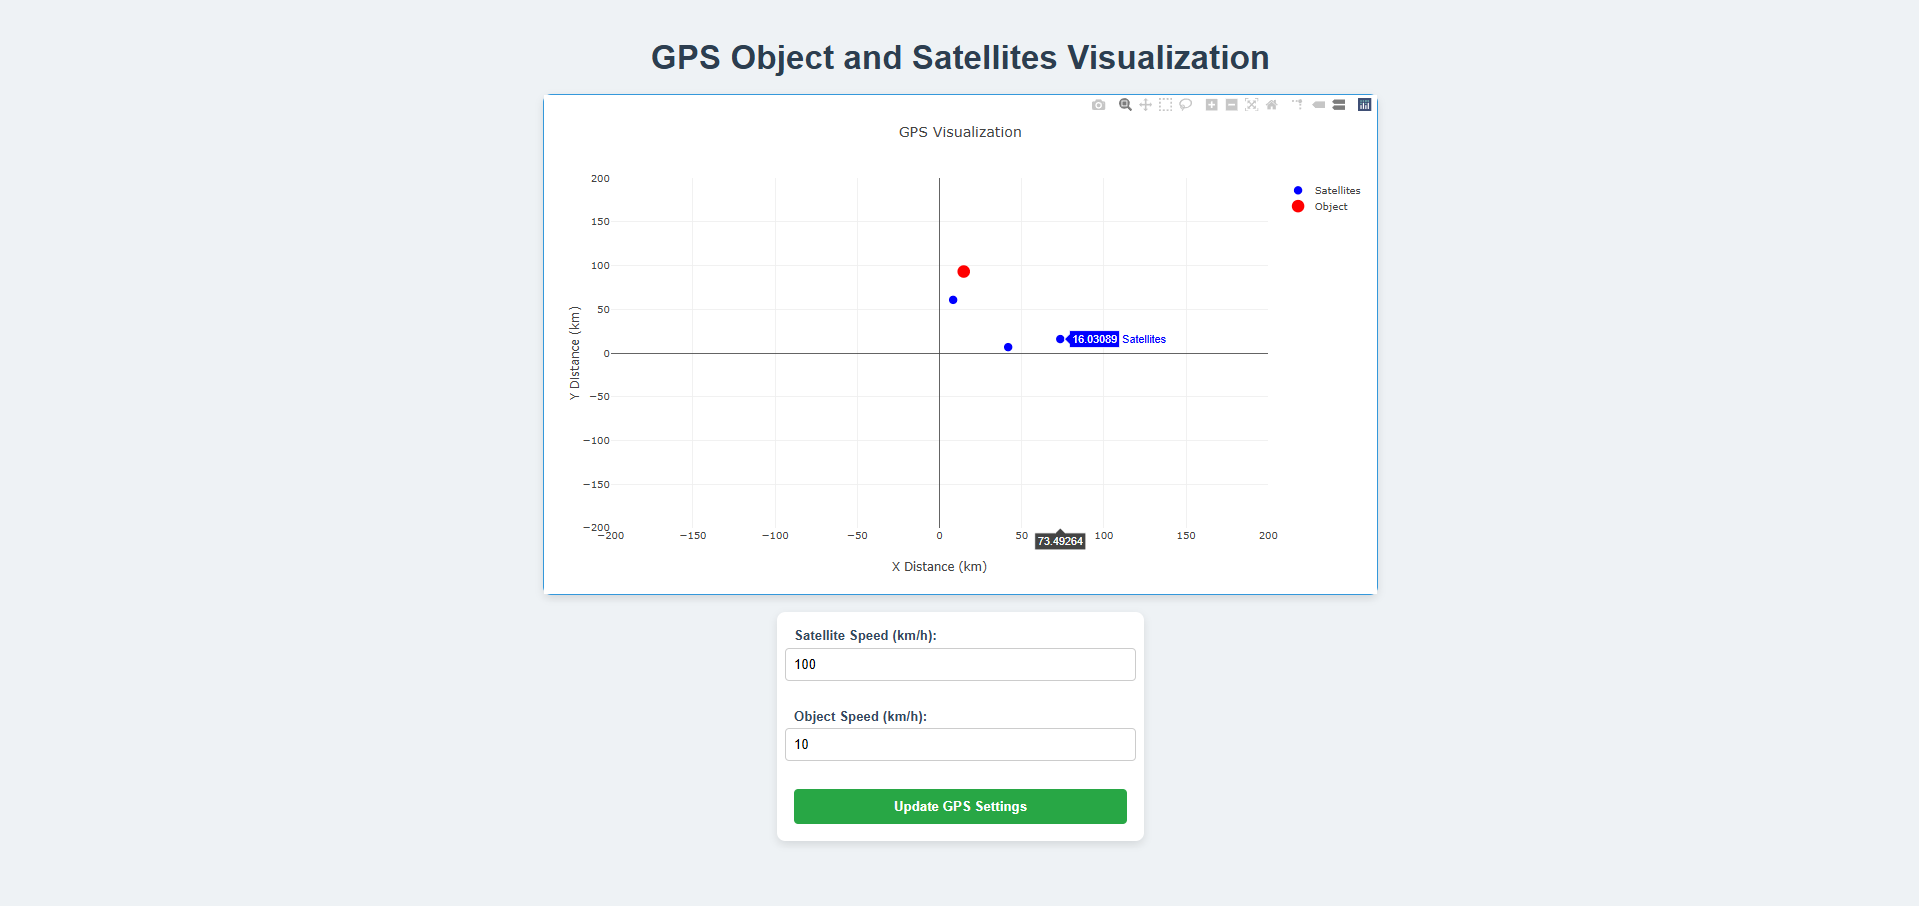 GPS Object and Satellites Visualization
GPS Visualization
Satellites
Object
200
150
100
50
0
−50
−100
−150
−200
Y Distance (km)
16.03089 Satellites
−200
−150
−100
−50
0
50
73.49264
100
150
200
X Distance (km)
Satellite Speed (km/h):
100
Object Speed (km/h):
10
Update GPS Settings